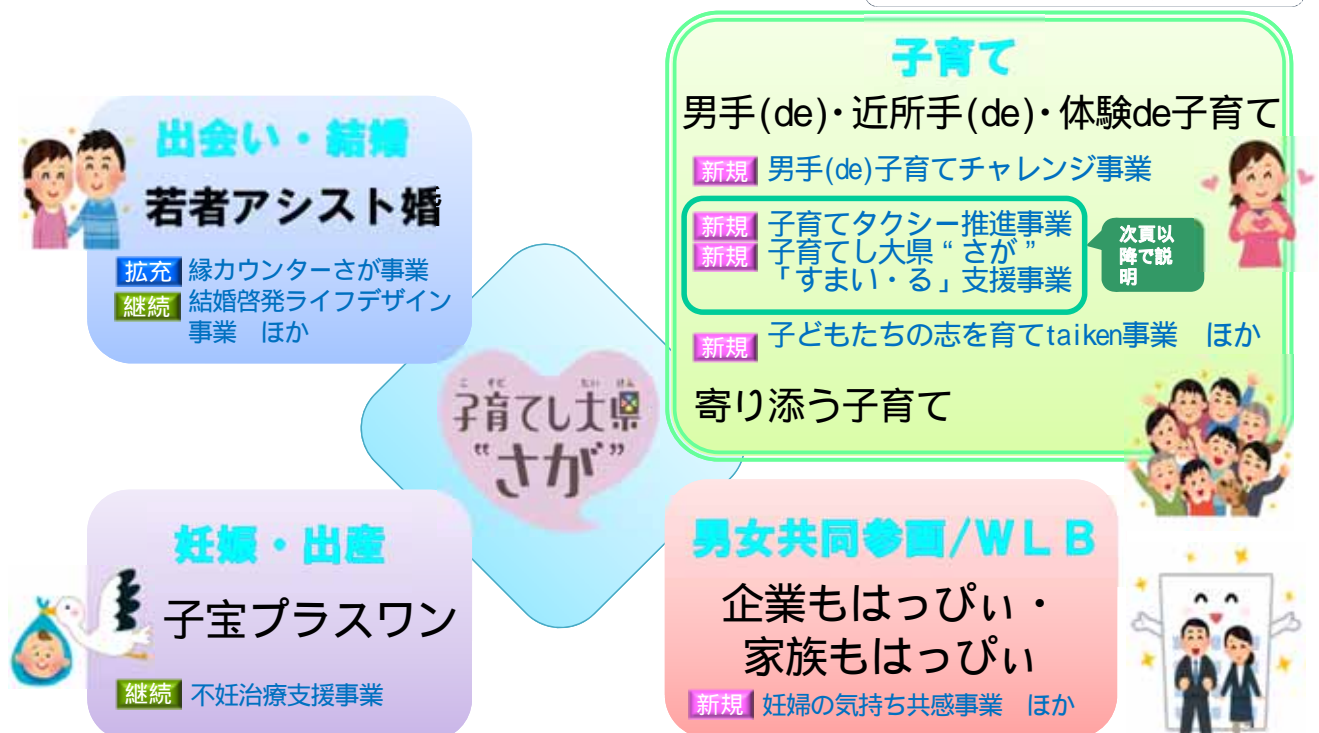 出会い・結婚
若者アシスト婚
拡充 縁カウンターさが事業
継続 結婚啓発ライフデザイン
事業 ほか
子育て
男手(de)・近所手(de)・体験de子育て
新規 男手(de)子育てチャレンジ事業
新規 子育てタクシー推進事業
新規 子育てし大県“さが”
「すまい・る」支援事業
次頁以
降で説
明
新規 子どもたちの志を育てtaiken事業 ほか
寄り添う子育て
こ そだ たい けん
子育てし大県
“さが”
妊娠・出産
子宝プラスワン
継続 不妊治療支援事業
男女共同参画/WLB
企業もはっぴぃ・
家族もはっぴぃ
新規 妊婦の気持ち共感事業 ほか